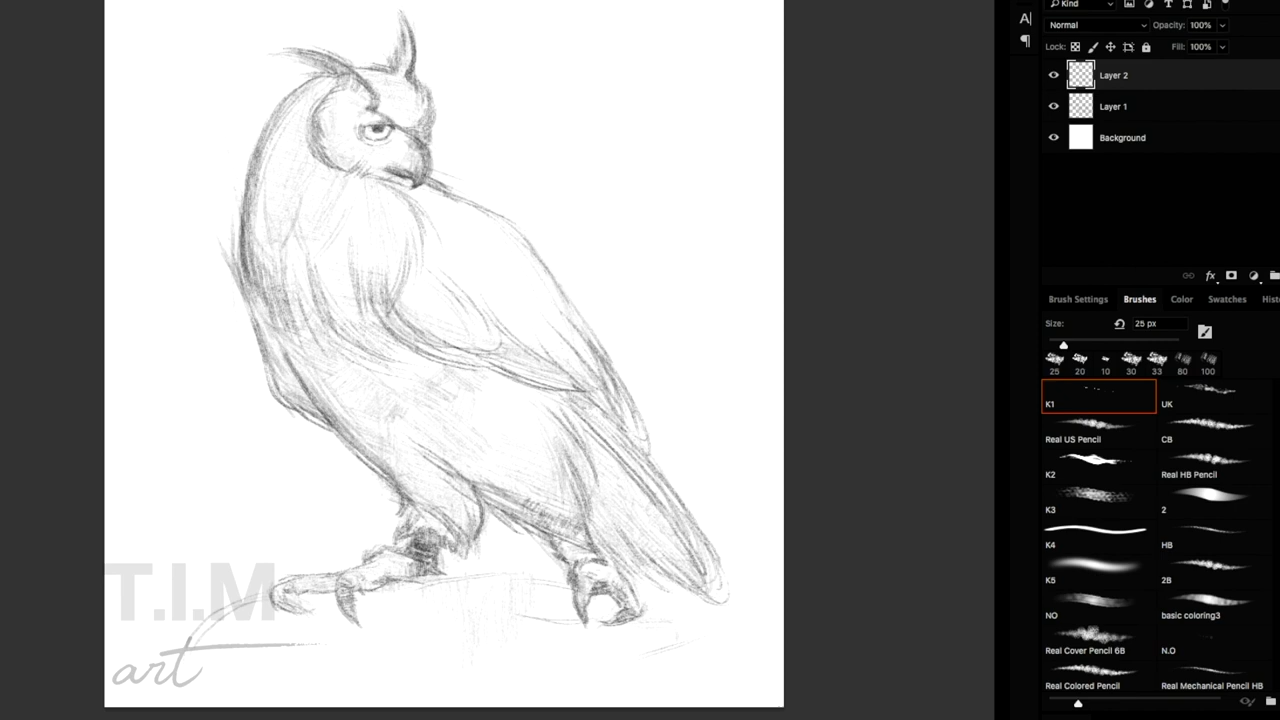 Kind
A
Normal Opacity: 100%
Lock: Fill: 100%
Layer 2
Layer 1
Background
fx
Brush Settings Brushes Color Swatches Hist
Size: 25 px
25 20 10 30 33 80 100
K1 UK
Real US Pencil CB
K2 Real HB Pencil
K3 2
K4 HB
K5 2B
NO basic coloring3
Real Cover Pencil 6B N.O
Real Colored Pencil Real Mechanical Pencil HB
T.I.M
art